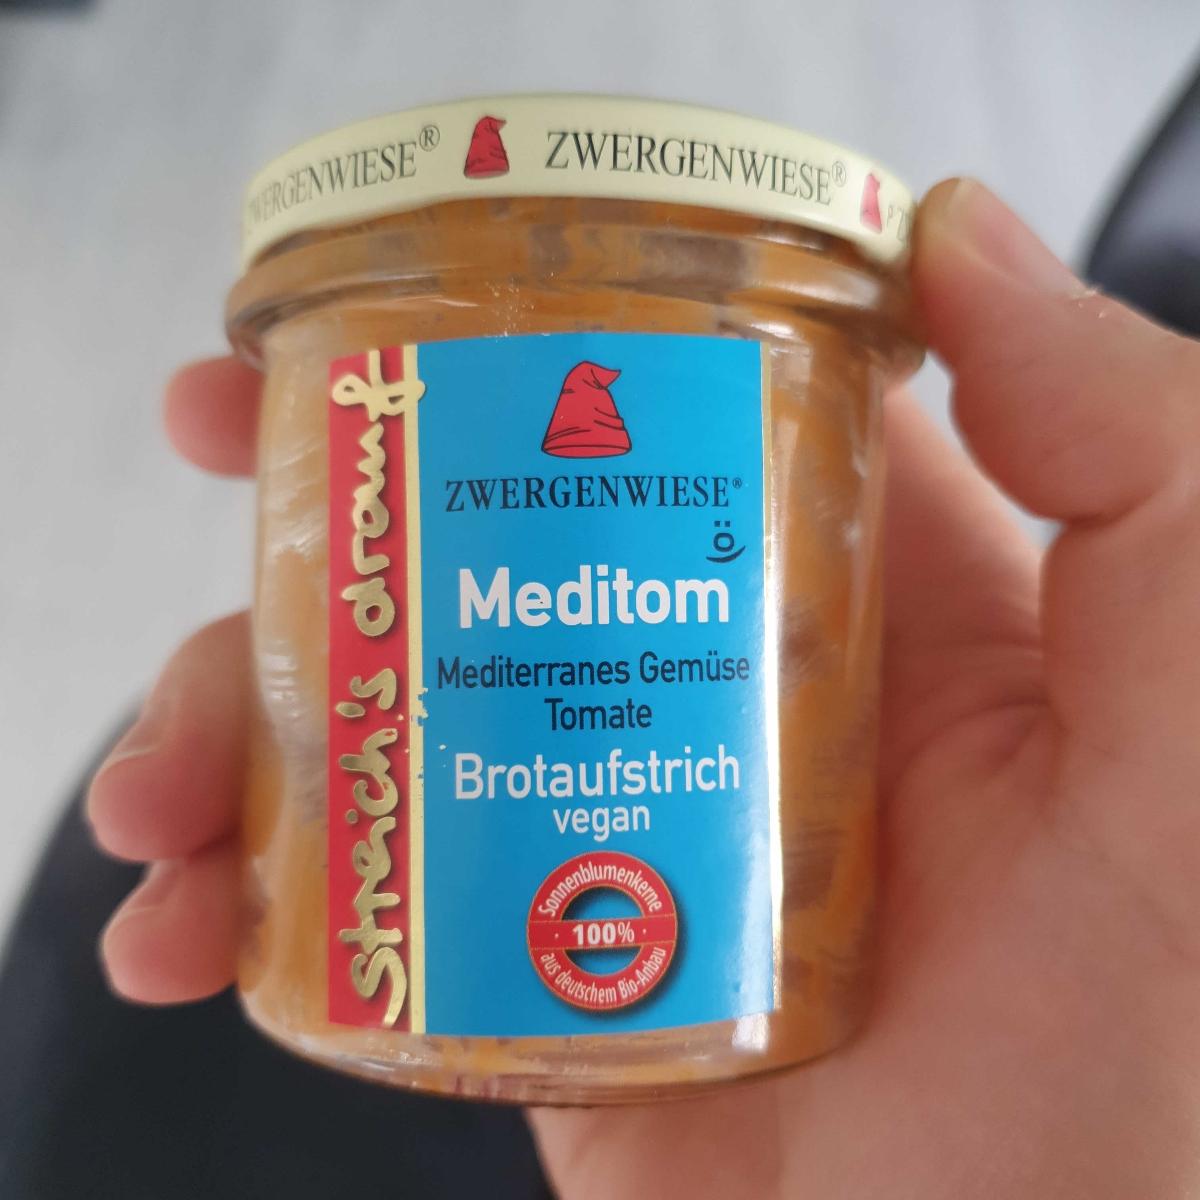 ZWERGENWIESE® ZWERGENWIESE®
Streich's drauf
ZWERGENWIESE®
ö
Meditom
Mediterranes Gemüse
Tomate
Brotaufstrich
vegan
Sonnenblumenkerne
· 100% ·
aus deutschem Bio-Anbau